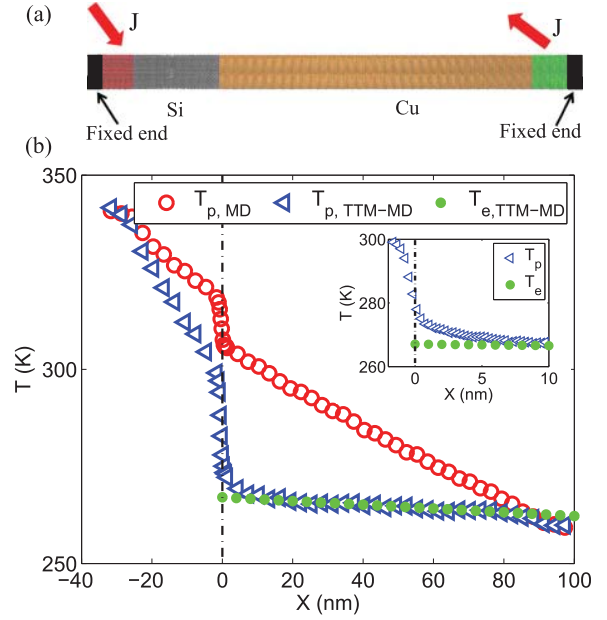 (a)
J
J
Si
Cu
Fixed end
Fixed end
(b)
T (K)
350
300
250
−40
−20
0
20
40
60
80
100
X (nm)
T_p, MD
T_p, TTM−MD
T_e,TTM−MD
T (K)
300
280
260
0
5
10
X (nm)
T_p
T_e